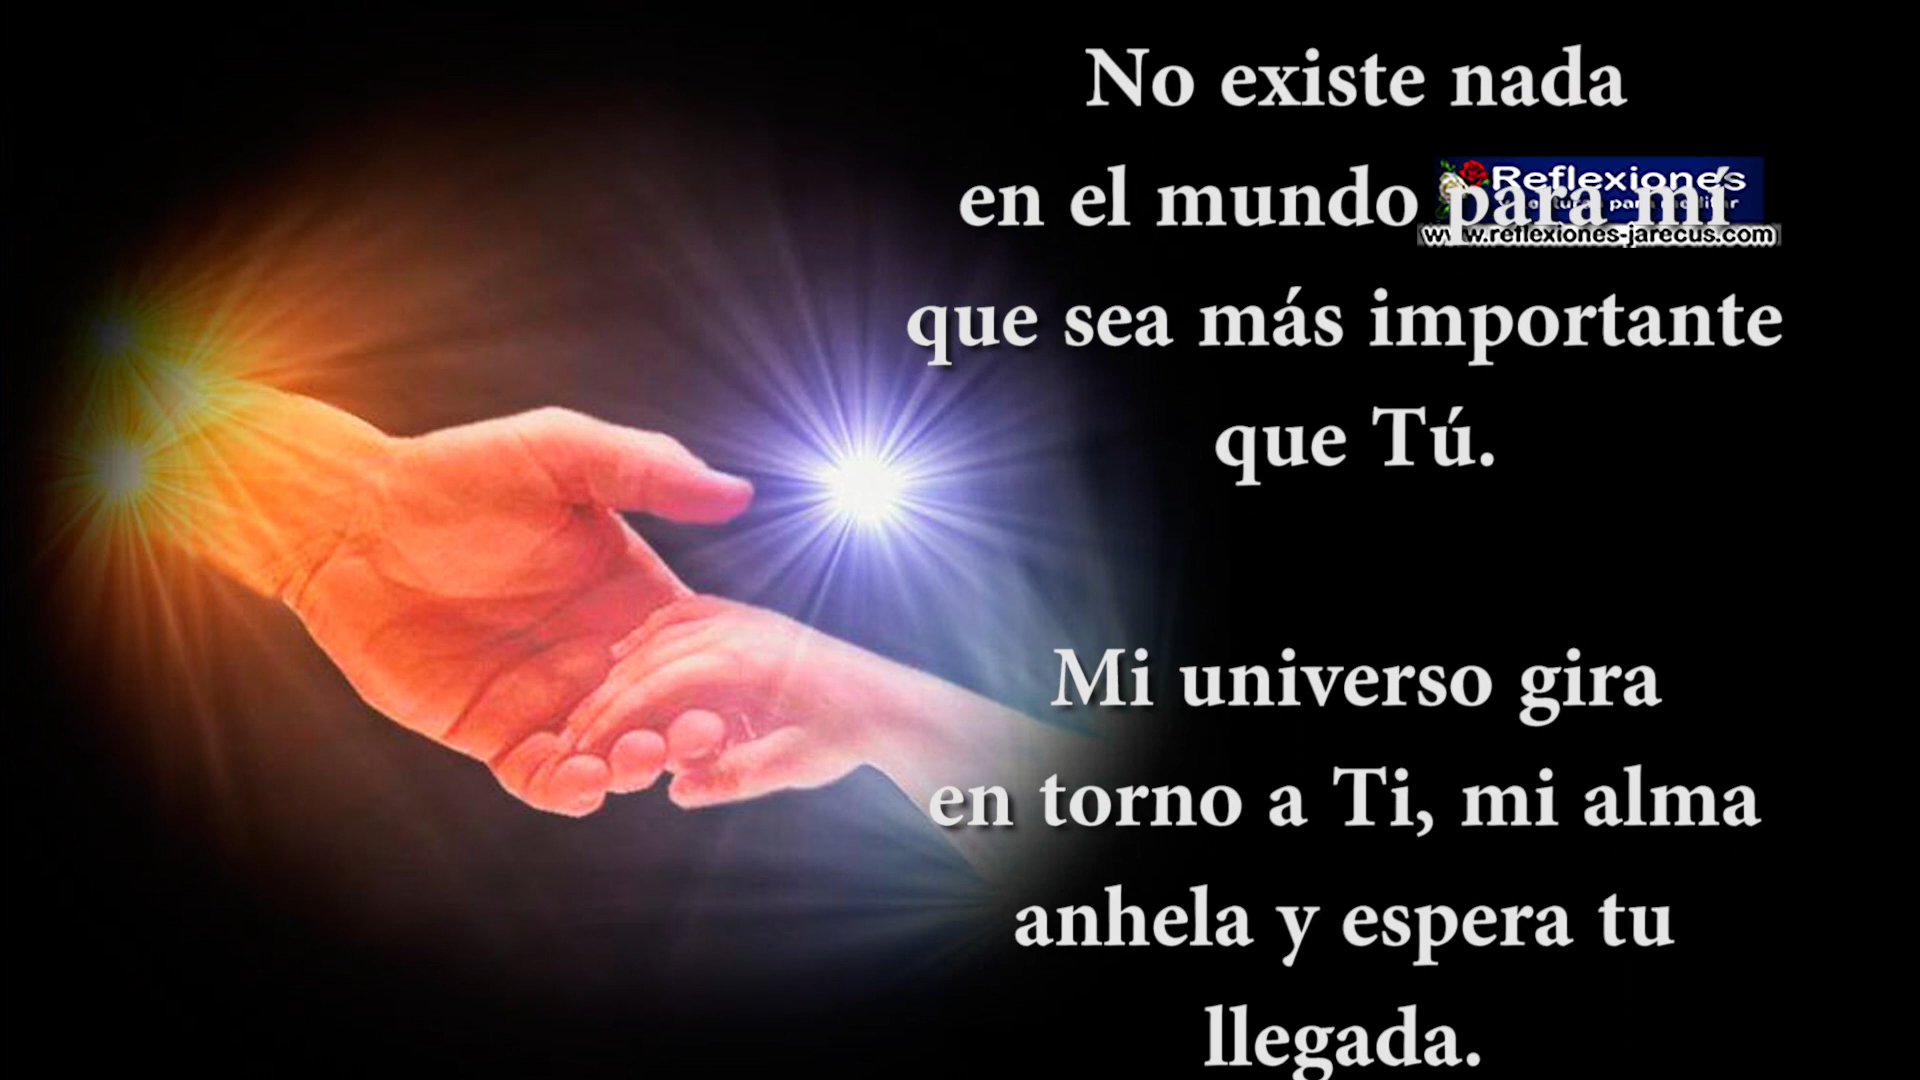 No existe nada
en el mundo para mí
Reflexiones
www.reflexiones-jarecus.com
que sea más importante
que Tú.
Mi universo gira
en torno a Ti, mi alma
anhela y espera tu
llegada.